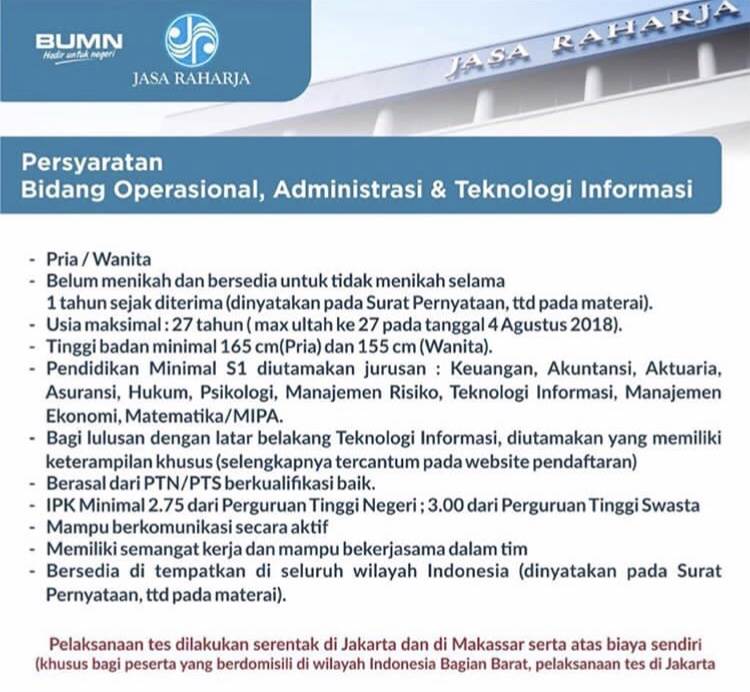 BUMN
Hadir untuk negeri
JASA RAHARJA
JASA RAHARJA
Persyaratan
Bidang Operasional, Administrasi & Teknologi Informasi
- Pria / Wanita
- Belum menikah dan bersedia untuk tidak menikah selama
1 tahun sejak diterima (dinyatakan pada Surat Pernyataan, ttd pada materai).
- Usia maksimal : 27 tahun ( max ultah ke 27 pada tanggal 4 Agustus 2018).
- Tinggi badan minimal 165 cm(Pria) dan 155 cm (Wanita).
- Pendidikan Minimal S1 diutamakan jurusan : Keuangan, Akuntansi, Aktuaria,
Asuransi, Hukum, Psikologi, Manajemen Risiko, Teknologi Informasi, Manajemen
Ekonomi, Matematika/MIPA.
- Bagi lulusan dengan latar belakang Teknologi Informasi, diutamakan yang memiliki
keterampilan khusus (selengkapnya tercantum pada website pendaftaran)
- Berasal dari PTN/PTS berkualifikasi baik.
- IPK Minimal 2.75 dari Perguruan Tinggi Negeri ; 3.00 dari Perguruan Tinggi Swasta
- Mampu berkomunikasi secara aktif
- Memiliki semangat kerja dan mampu bekerjasama dalam tim
- Bersedia di tempatkan di seluruh wilayah Indonesia (dinyatakan pada Surat
Pernyataan, ttd pada materai).
Pelaksanaan tes dilakukan serentak di Jakarta dan di Makassar serta atas biaya sendiri
(khusus bagi peserta yang berdomisili di wilayah Indonesia Bagian Barat, pelaksanaan tes di Jakarta